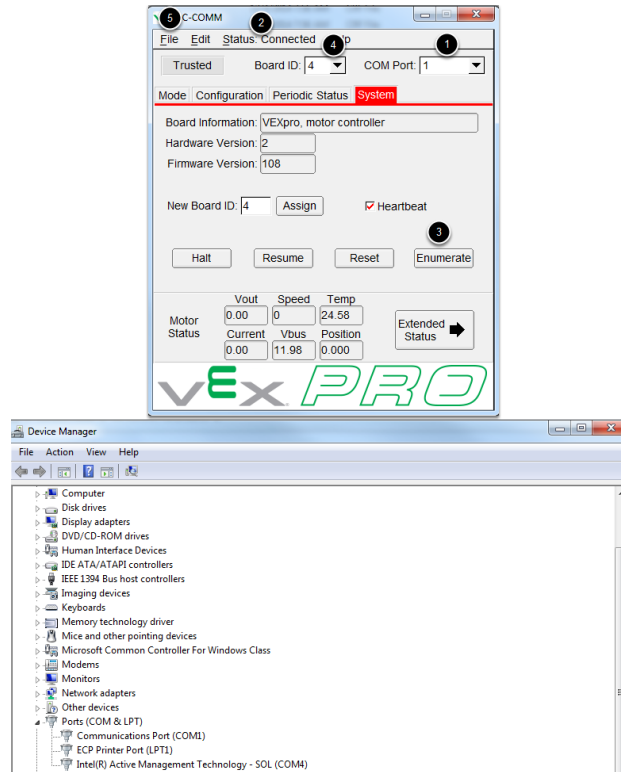 5 C-COMM
2
File Edit Status: Connected lp
4 1
Trusted Board ID: 4 COM Port: 1
Mode Configuration Periodic Status System
Board Information: VEXpro, motor controller
Hardware Version: 2
Firmware Version: 108
New Board ID: 4 Assign Heartbeat
3
Halt Resume Reset Enumerate
Vout Speed Temp
0.00 0 24.58
Motor Status
Current Vbus Position
0.00 11.98 0.000
Extended Status
VEX PRO
Device Manager
File Action View Help
Computer
Disk drives
Display adapters
DVD/CD-ROM drives
Human Interface Devices
IDE ATA/ATAPI controllers
IEEE 1394 Bus host controllers
Imaging devices
Keyboards
Memory technology driver
Mice and other pointing devices
Microsoft Common Controller For Windows Class
Modems
Monitors
Network adapters
Other devices
Ports (COM & LPT)
Communications Port (COM1)
ECP Printer Port (LPT1)
Intel(R) Active Management Technology - SOL (COM4)